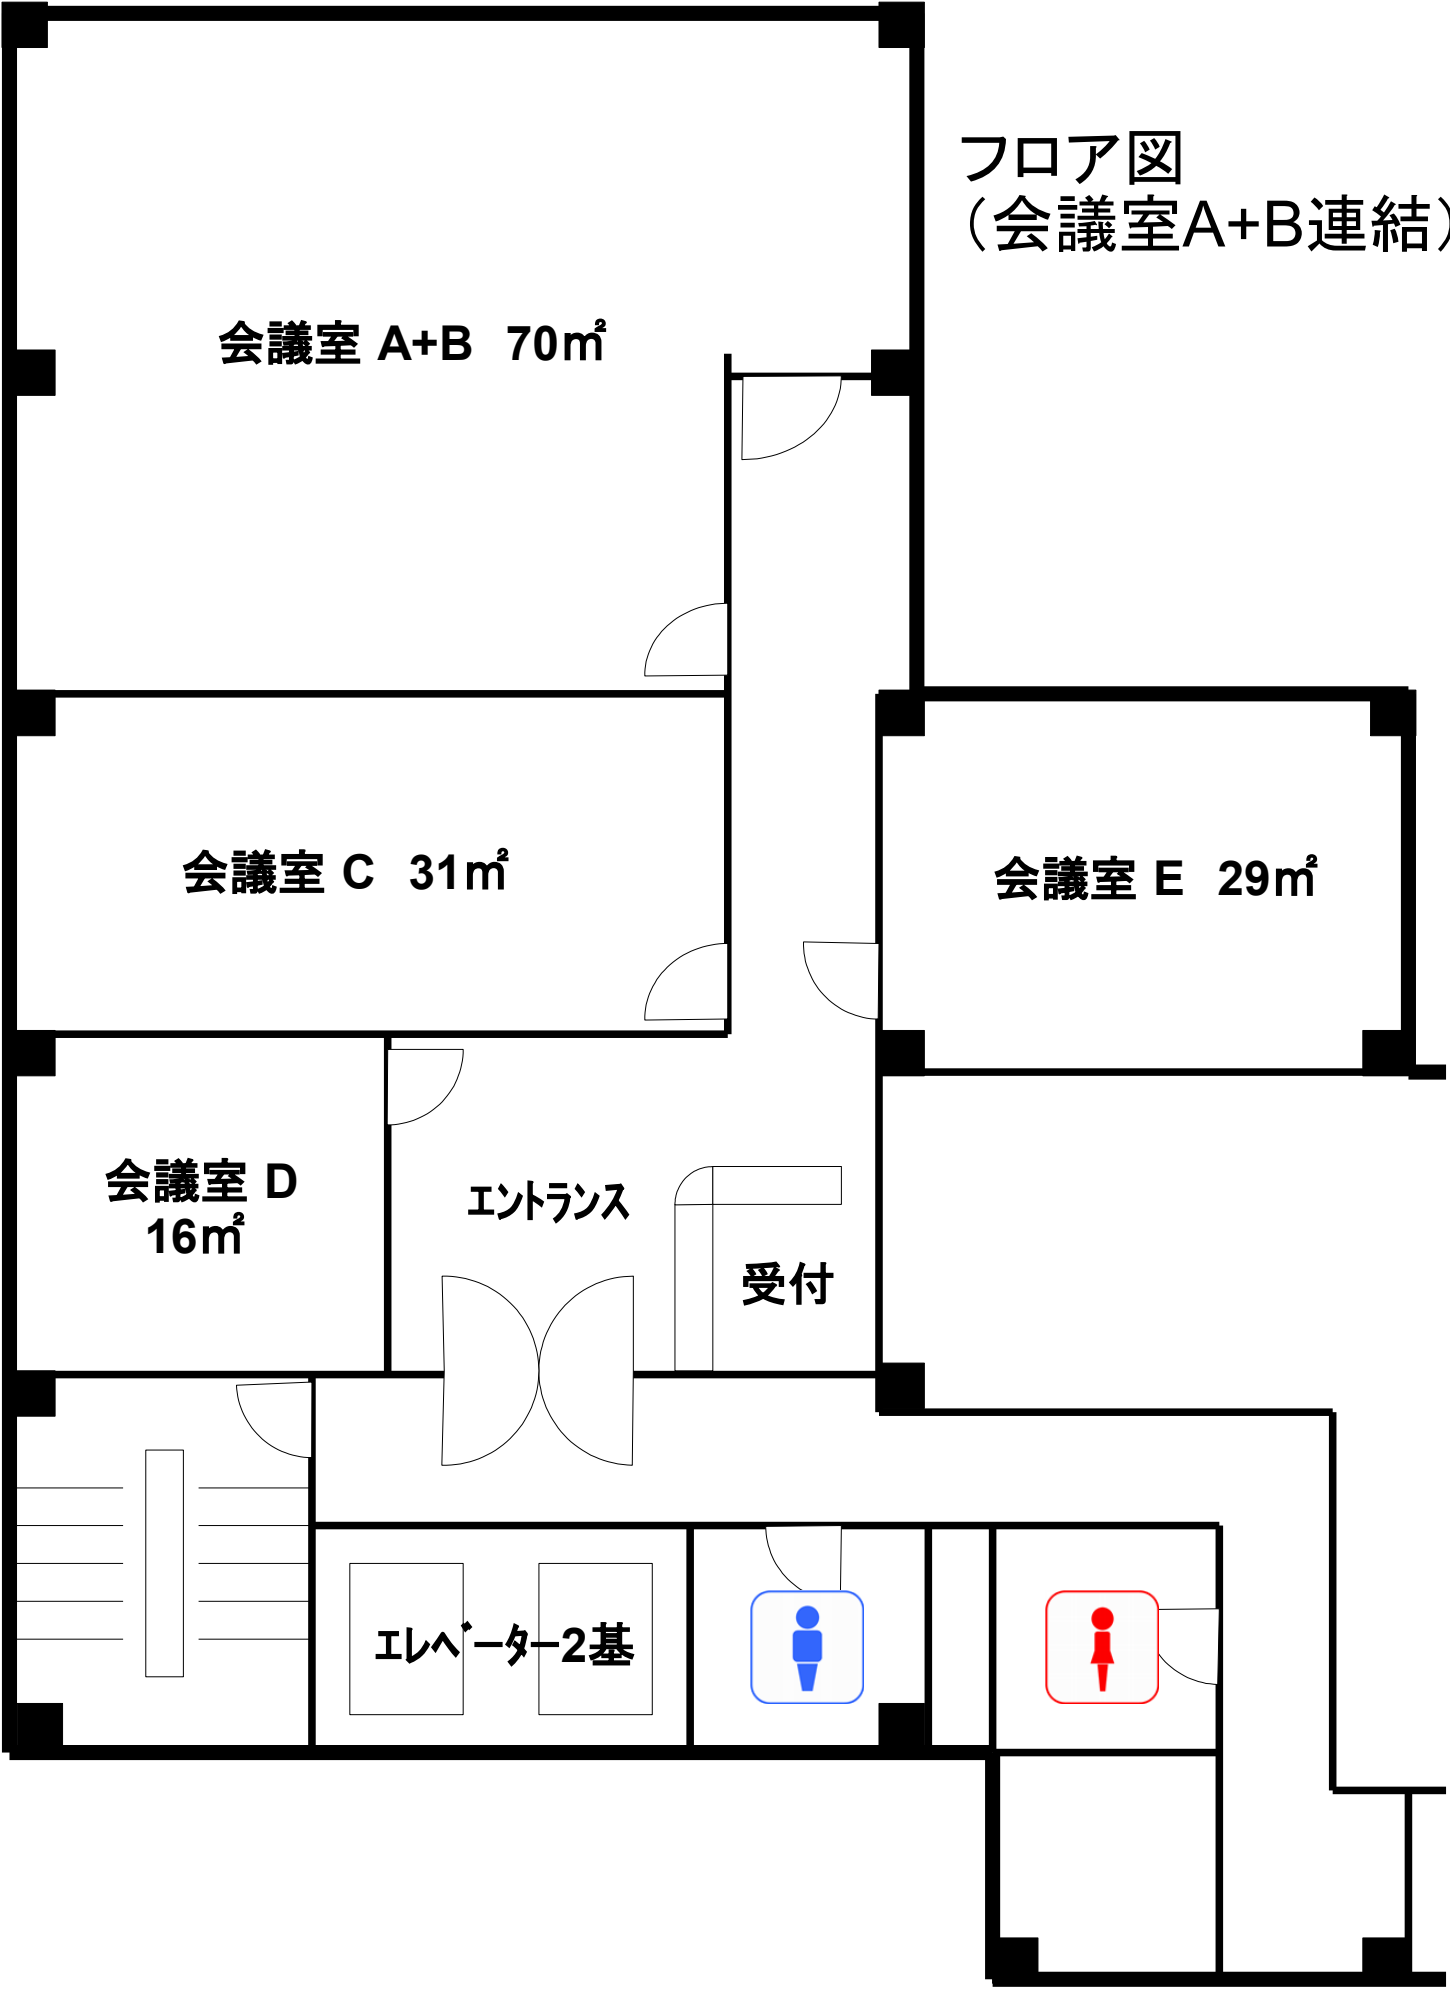 フロア図
（会議室A+B連結）
会議室 A+B 70㎡
会議室 C 31㎡
会議室 E 29㎡
会議室 D
16㎡
ｴﾝﾄﾗﾝｽ
受付
ｴﾚﾍﾞｰﾀｰ2基